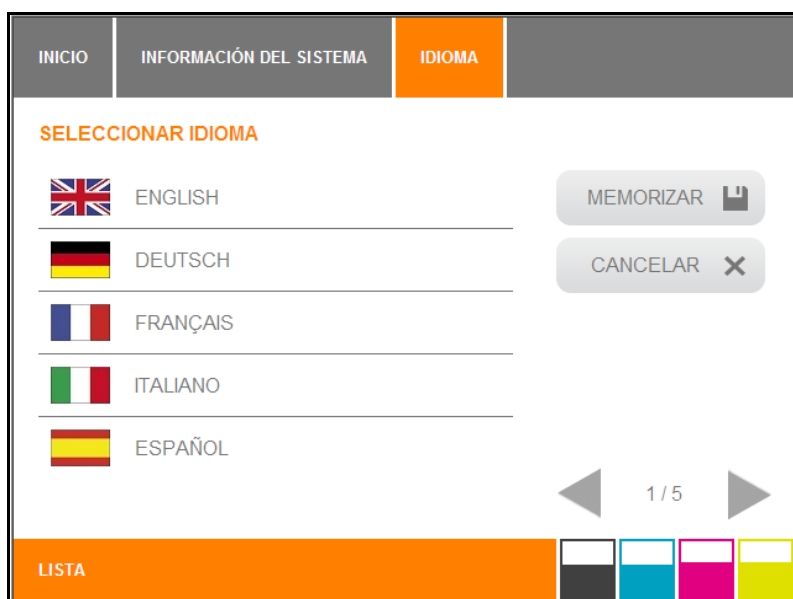 INICIO
INFORMACIÓN DEL SISTEMA
IDIOMA
SELECCIONAR IDIOMA
ENGLISH
DEUTSCH
FRANÇAIS
ITALIANO
ESPAÑOL
MEMORIZAR
CANCELAR
1 / 5
LISTA